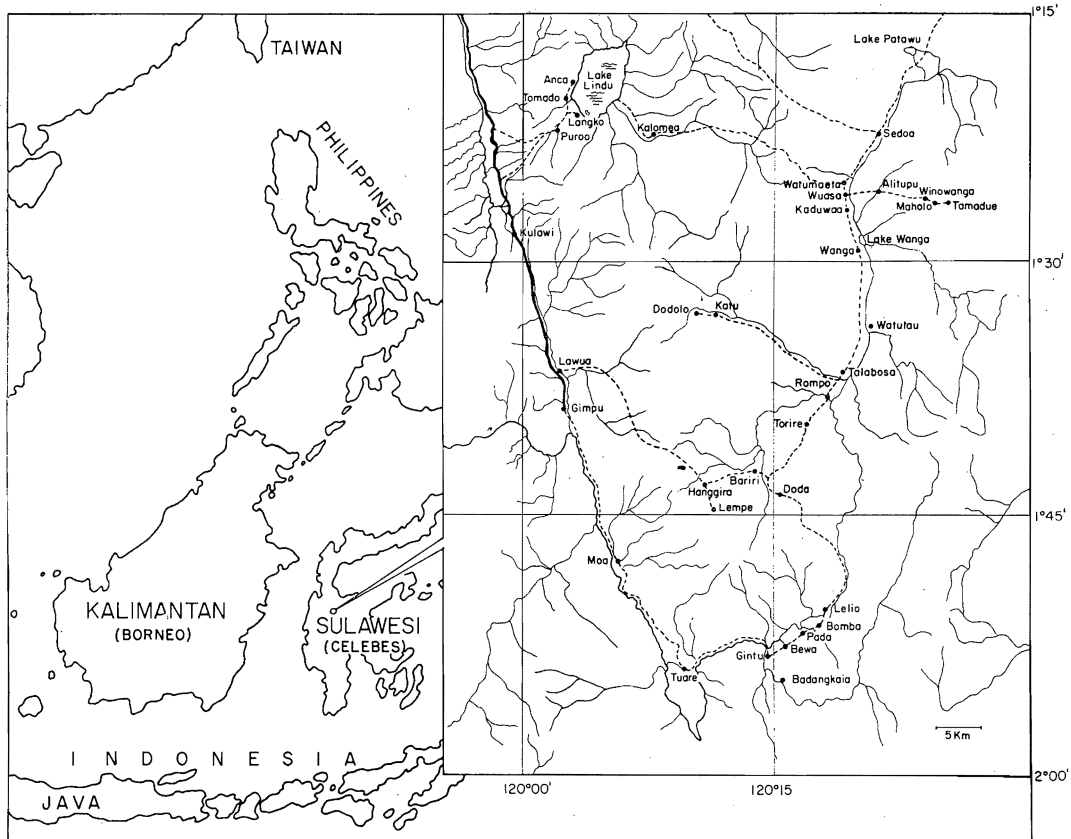 TAIWAN
PHILIPPINES
KALIMANTAN
(BORNEO)
SULAWESI
(CELEBES)
INDONESIA
JAVA
1°15'
Lake Patawu
Anca
Lake
Lindu
Tomado
Langko
Puroo
Kalamea
Sedoa
Watumaeta
Alitupu
Wuasa
Winowanga
Kaduwaa
Maholo
Tamadue
Kulawi
Wanga
Lake Wanga
1°30'
Dodolo
Katu
Watutau
Lawua
Talabosa
Rompo
Gimpu
Torire
Bariri
Hanggira
Doda
Lempe
1°45'
Moa
Lelio
Bomba
Pada
Gintu
Bewa
Tuare
Badangkaia
5 Km
2°00'
120°00'
120°15'